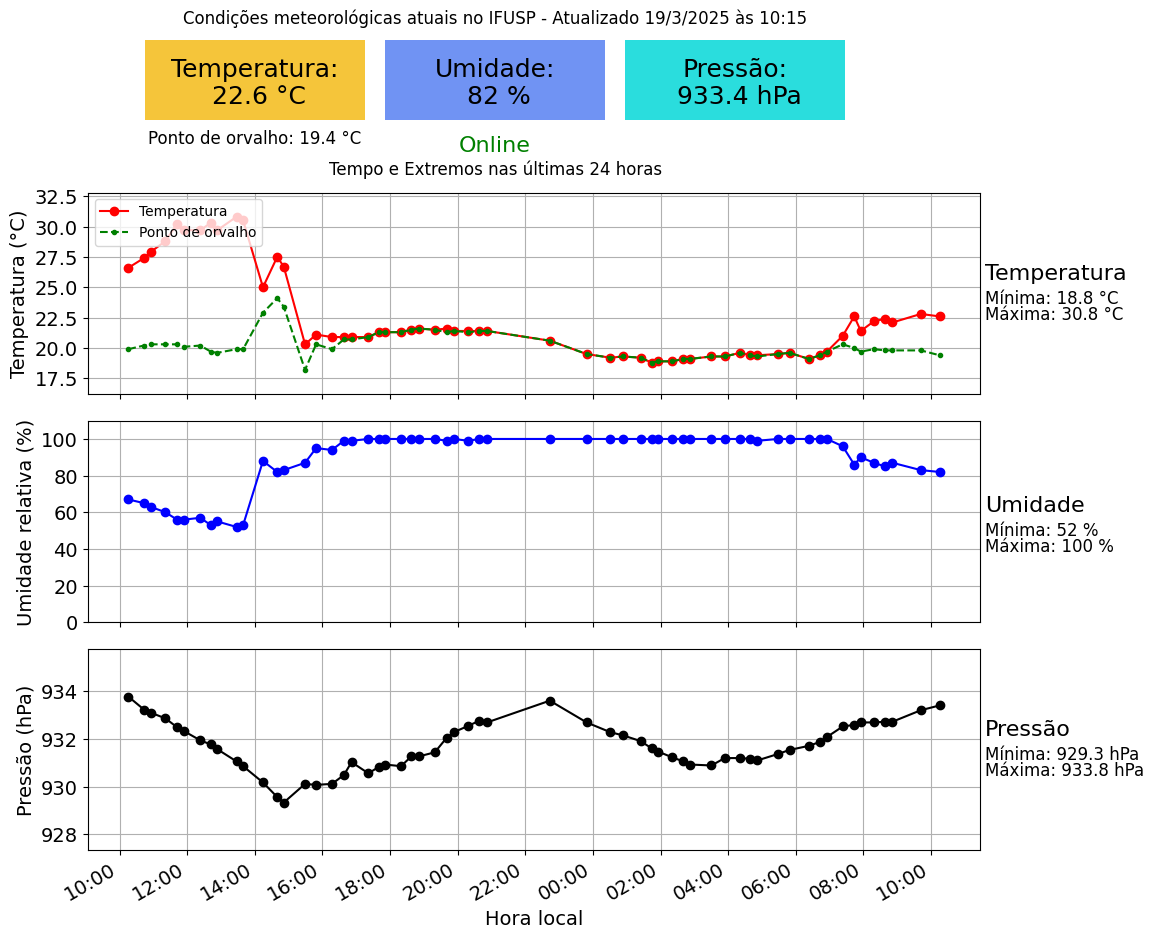 Condições meteorológicas atuais no IFUSP - Atualizado 19/3/2025 às 10:15
Temperatura:
22.6 °C
Umidade:
82 %
Pressão:
933.4 hPa
Ponto de orvalho: 19.4 °C
Online
Tempo e Extremos nas últimas 24 horas
Temperatura (°C)
32.5
30.0
27.5
25.0
22.5
20.0
17.5
Temperatura
Ponto de orvalho
Temperatura
Mínima: 18.8 °C
Máxima: 30.8 °C
Umidade relativa (%)
100
80
60
40
20
0
Umidade
Mínima: 52 %
Máxima: 100 %
Pressão (hPa)
934
932
930
928
Pressão
Mínima: 929.3 hPa
Máxima: 933.8 hPa
10:00 12:00 14:00 16:00 18:00 20:00 22:00 00:00 02:00 04:00 06:00 08:00 10:00
Hora local